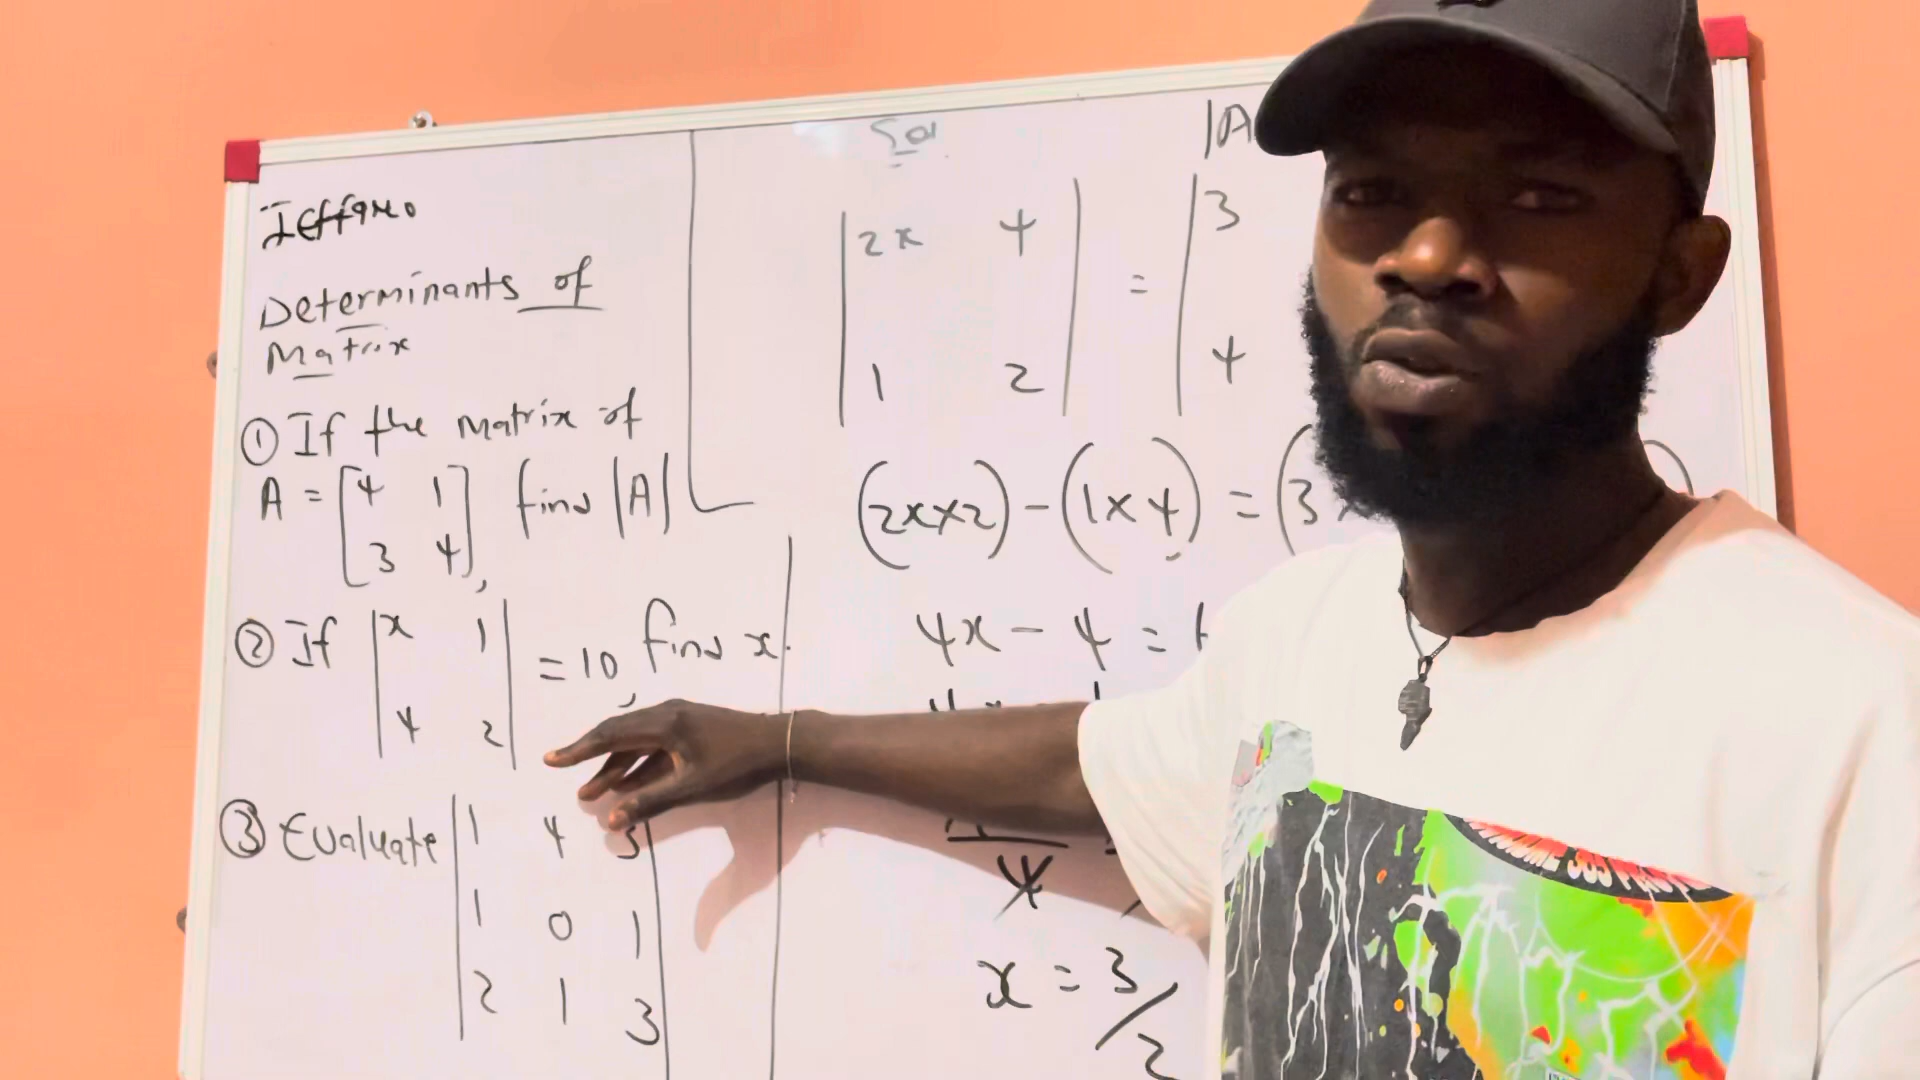 Jeffapro
Determinants of
Matrix
① If the matrix of
A = [4 1
3 4], find |A|
② If |x 1
4 2| = 10, find x.
③ Evaluate |1 4 5
1 0 1
2 1 3|
Sol
|A
|2x 4| = |3
1 2| 4
(2x×2) - (1×4) = (3×
4x - 4 =
4
x = 3/2